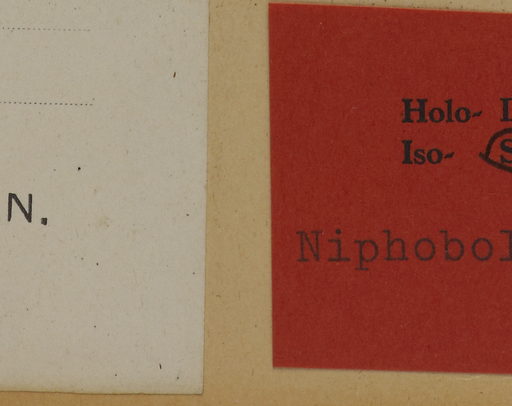 N.
Holo-
Iso- S
Niphobol